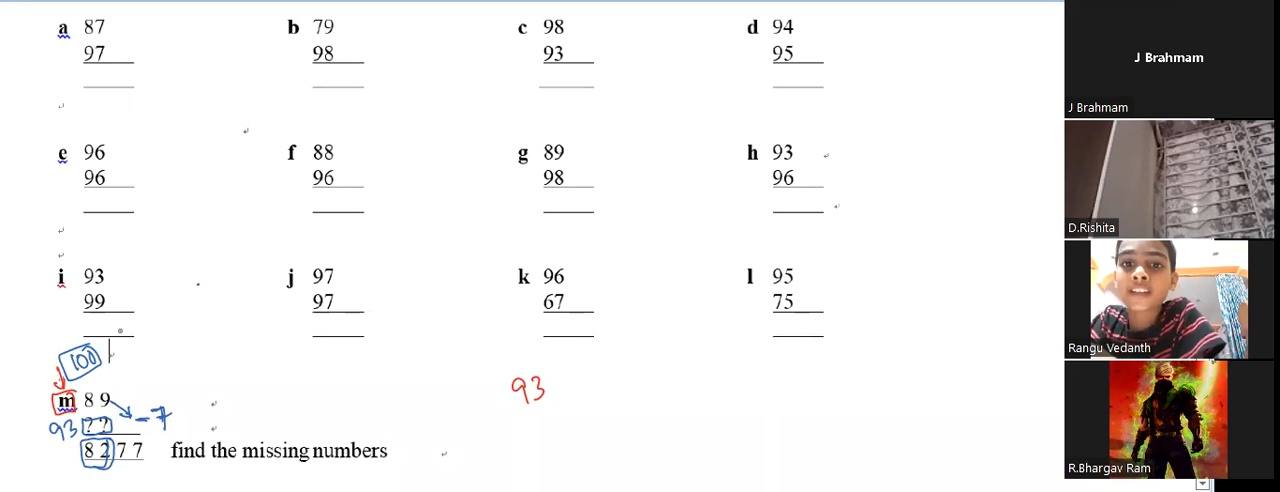 a 87 b 79 c 98 d 94
97 98 93 95
e 96 f 88 g 89 h 93
96 96 98 96
i 93 j 97 k 96 l 95
99 97 67 75
100
m 8 9 - 7
93 ? ?
8 2 7 7 find the missing numbers
93
J Brahmam
J Brahmam
D.Rishita
Rangu Vedanth
R.Bhargav Ram